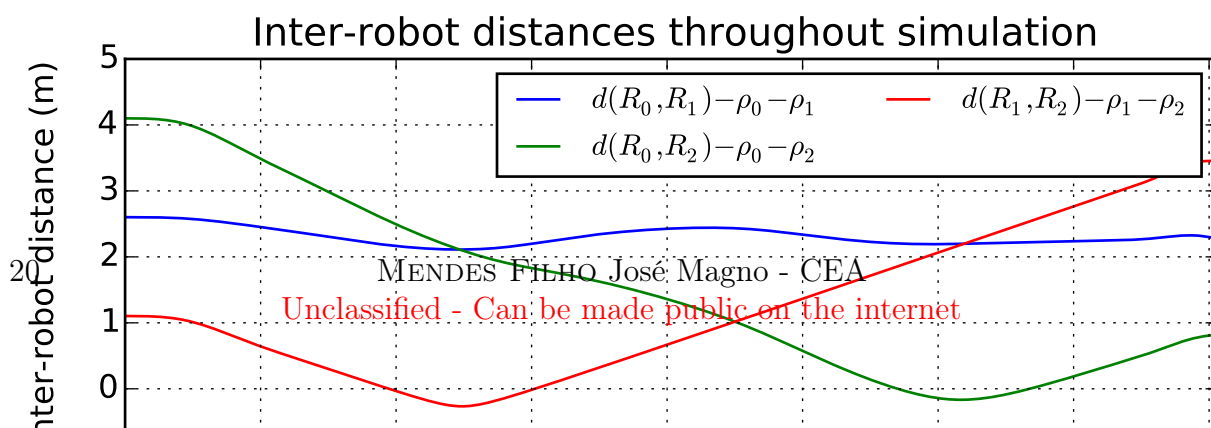 Inter-robot distances throughout simulation
5
d(R₀,R₁)−ρ₀−ρ₁
d(R₁,R₂)−ρ₁−ρ₂
d(R₀,R₂)−ρ₀−ρ₂
4
3
2
20
MENDES FILHO José Magno - CEA
Unclassified - Can be made public on the internet
1
0
nter-robot distance (m)